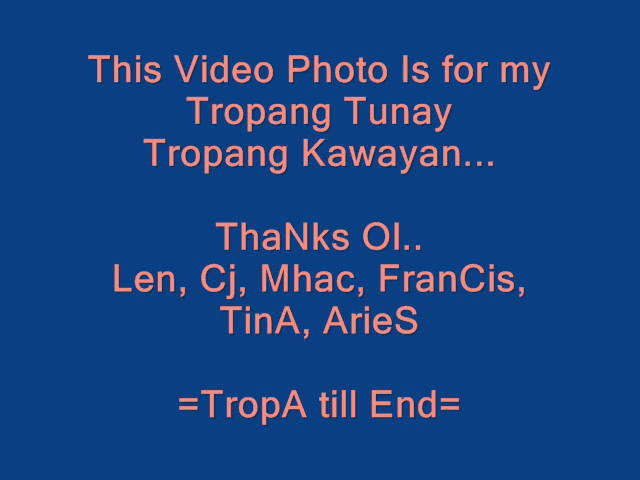 This Video Photo Is for my
Tropang Tunay
Tropang Kawayan...
ThaNks Ol..
Len, Cj, Mhac, FranCis,
TinA, ArieS
=TropA till End=